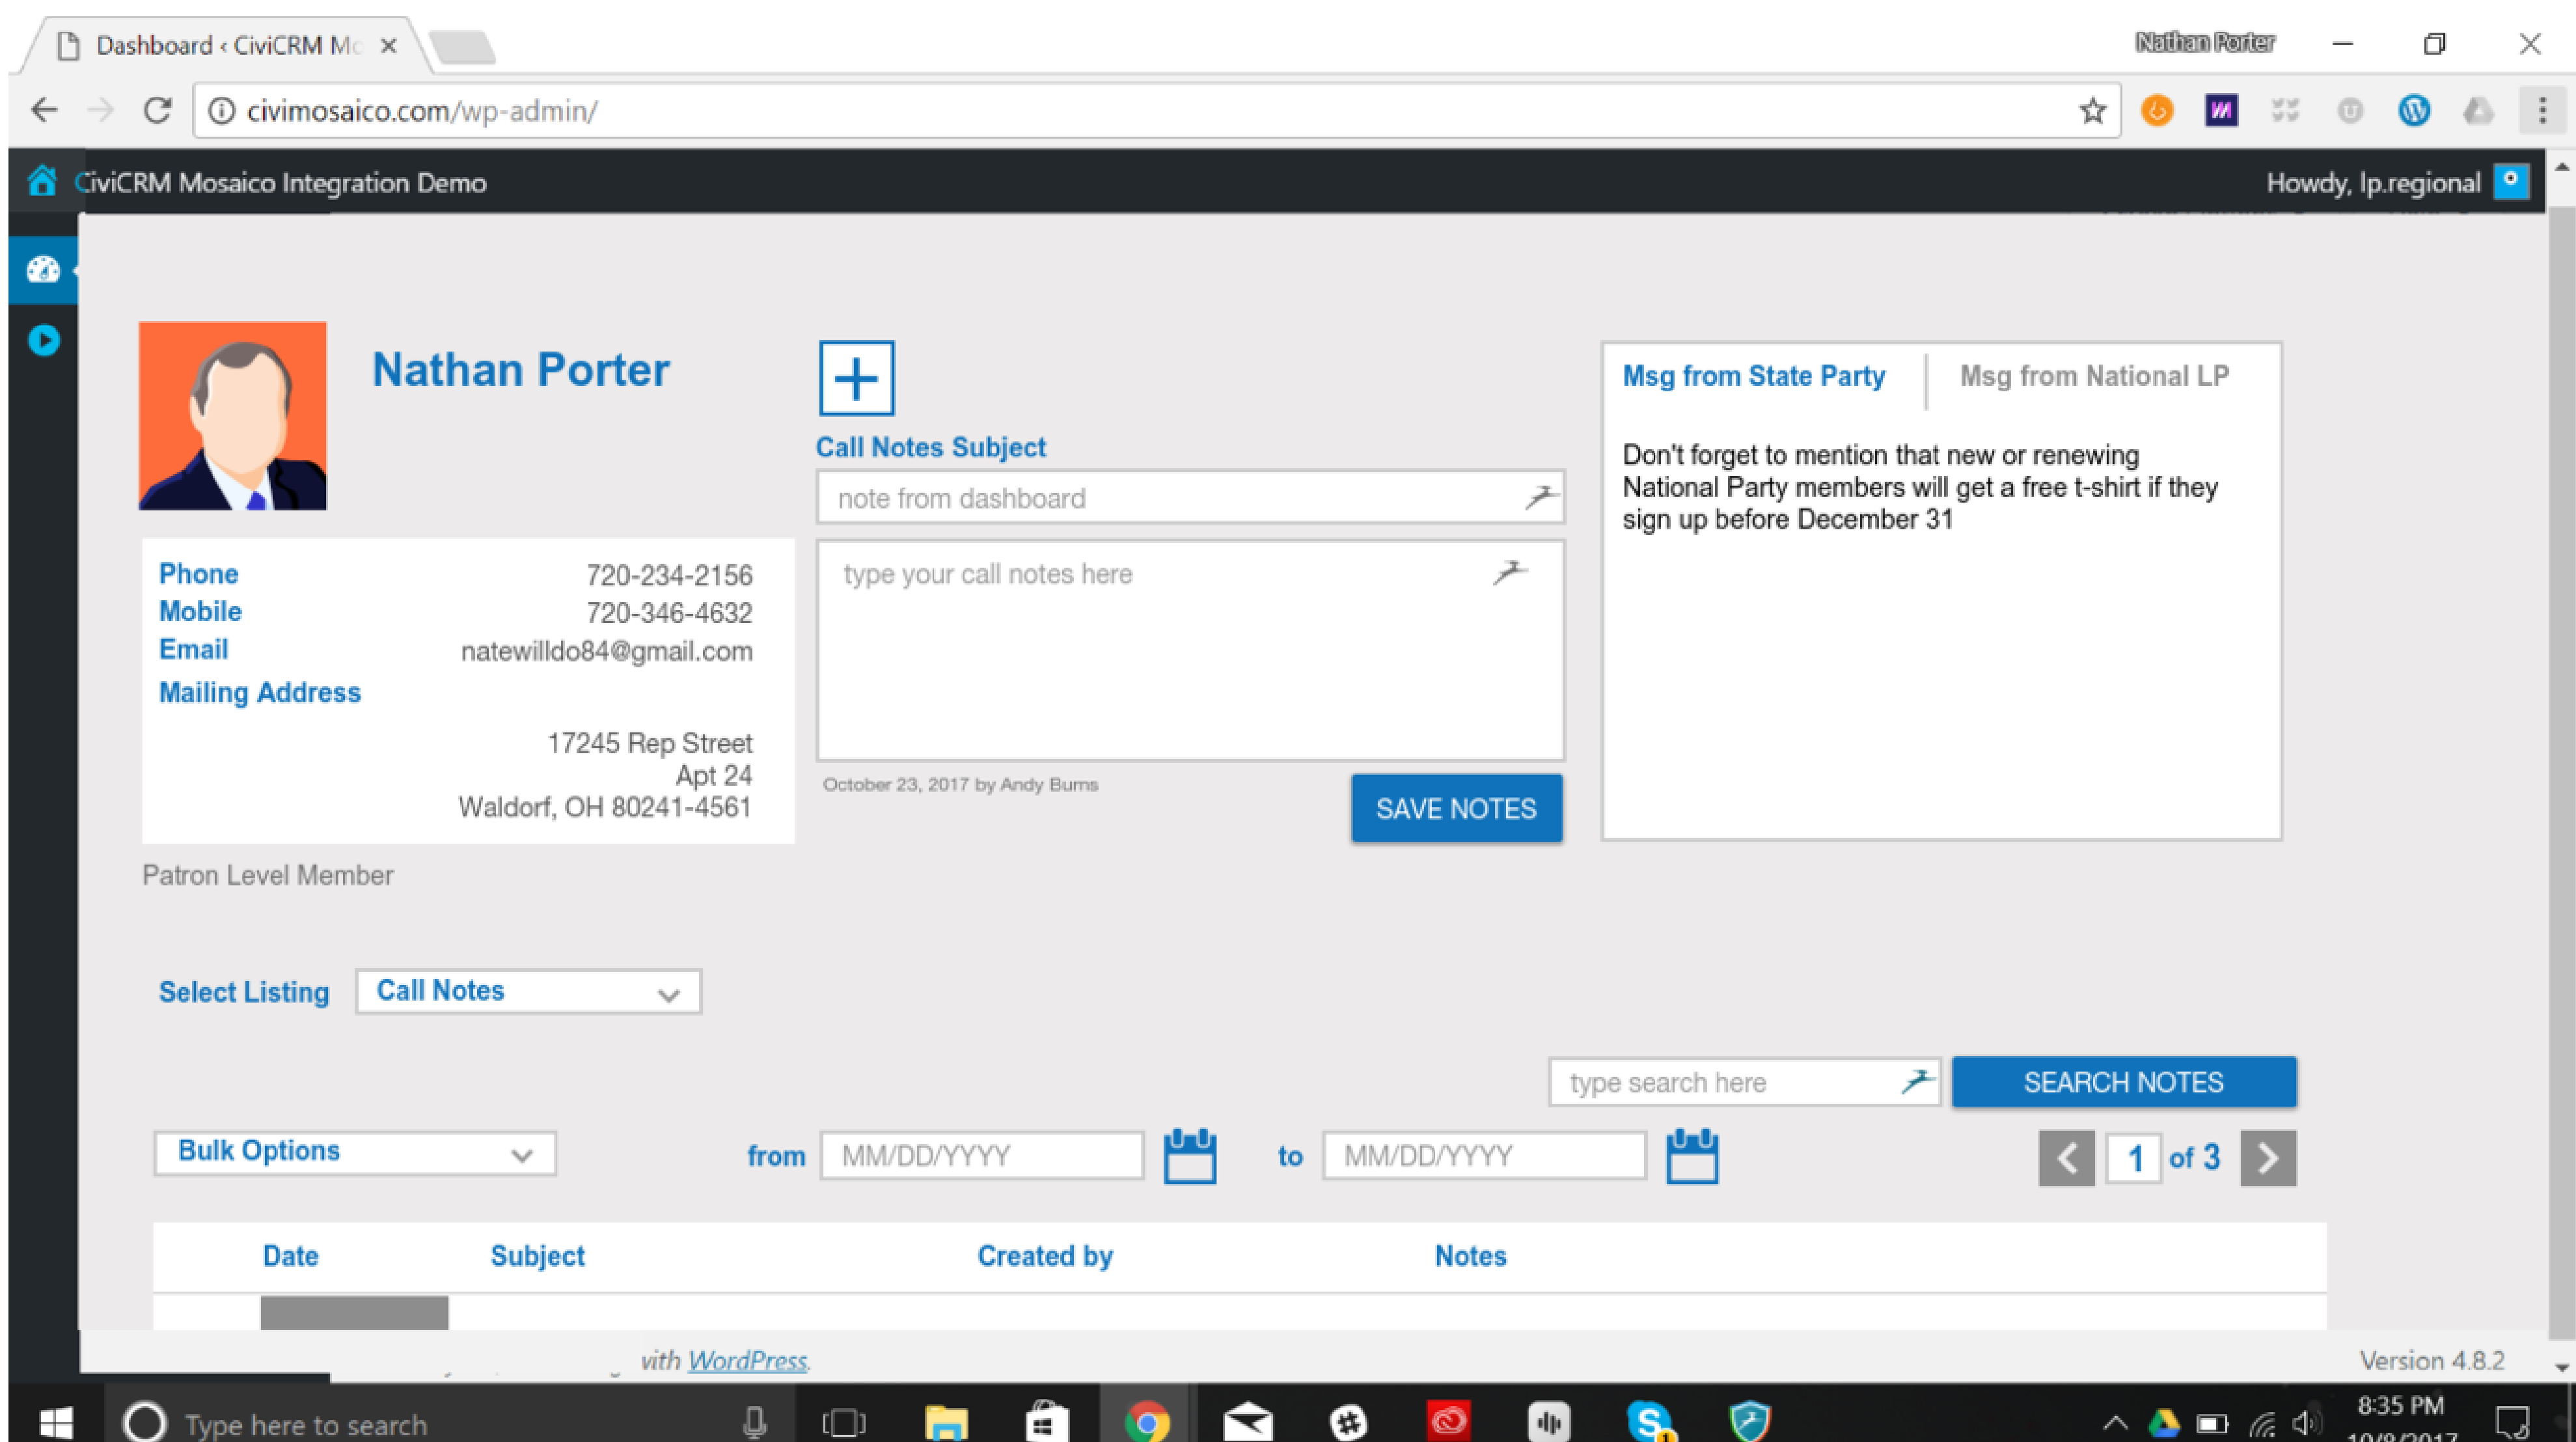 Dashboard ‹ CiviCRM Mo
Nathan Porter
civimosaico.com/wp-admin/
CiviCRM Mosaico Integration Demo
Howdy, lp.regional
Nathan Porter
Call Notes Subject
note from dashboard
type your call notes here
October 23, 2017 by Andy Burns
SAVE NOTES
Msg from State Party
Msg from National LP
Don't forget to mention that new or renewing
National Party members will get a free t-shirt if they
sign up before December 31
Phone 720-234-2156
Mobile 720-346-4632
Email natewilldo84@gmail.com
Mailing Address
17245 Rep Street
Apt 24
Waldorf, OH 80241-4561
Patron Level Member
Select Listing Call Notes
type search here
SEARCH NOTES
Bulk Options
from MM/DD/YYYY
to MM/DD/YYYY
1 of 3
Date Subject Created by Notes
with WordPress.
Version 4.8.2
Type here to search
8:35 PM
10/8/2017